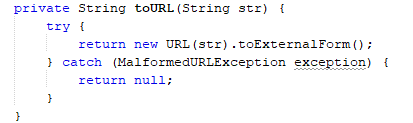 private String toURL(String str) {
    try {
        return new URL(str).toExternalForm();
    } catch (MalformedURLException exception) {
        return null;
    }
}